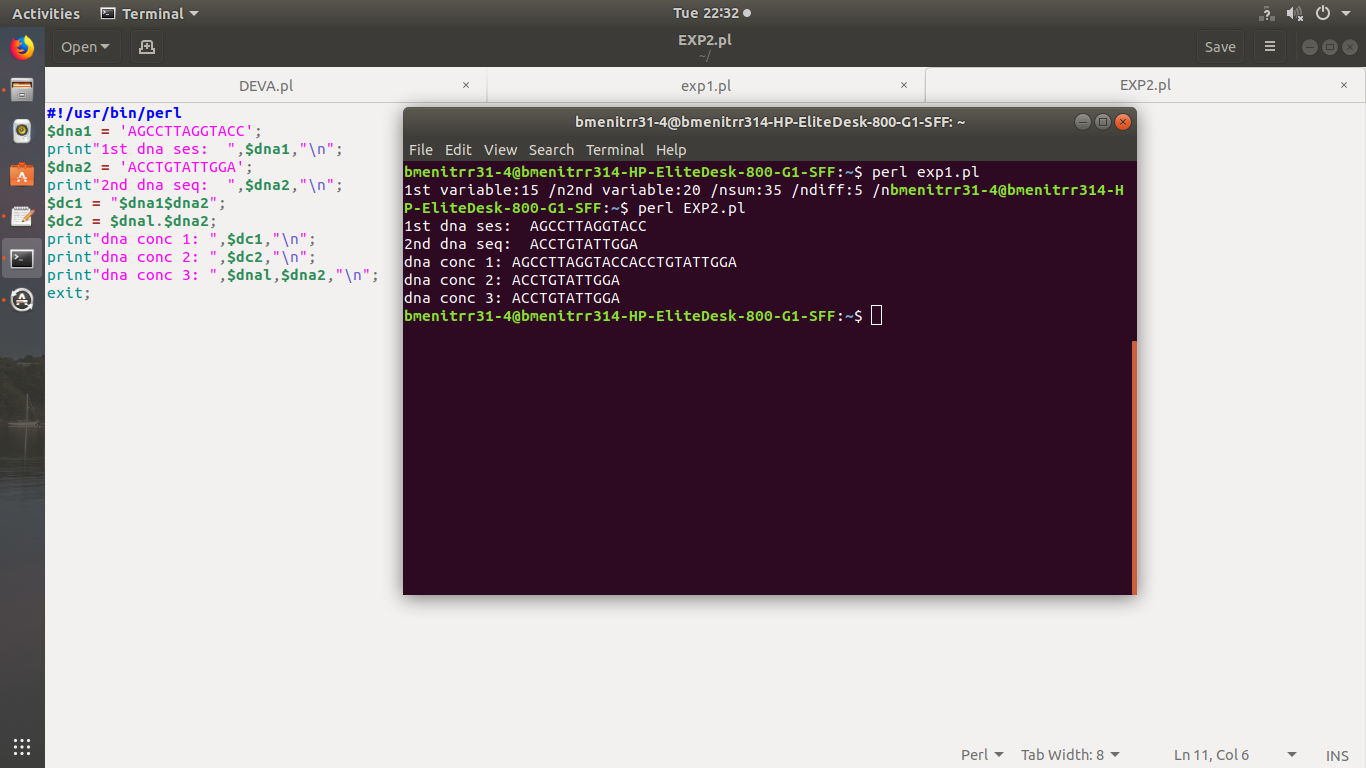 Activities Terminal Tue 22:32
Open EXP2.pl Save
~/
DEVA.pl × exp1.pl × EXP2.pl ×
#!/usr/bin/perl
$dna1 = 'AGCCTTAGGTACC';
print"1st dna ses:  ",$dna1,"\n";
$dna2 = 'ACCTGTATTGGA';
print"2nd dna seq:  ",$dna2,"\n";
$dc1 = "$dna1$dna2";
$dc2 = $dnal.$dna2;
print"dna conc 1: ",$dc1,"\n";
print"dna conc 2: ",$dc2,"\n";
print"dna conc 3: ",$dnal,$dna2,"\n";
exit;
bmenitrr31-4@bmenitrr314-HP-EliteDesk-800-G1-SFF: ~
File Edit View Search Terminal Help
bmenitrr31-4@bmenitrr314-HP-EliteDesk-800-G1-SFF:~$ perl exp1.pl
1st variable:15 /n2nd variable:20 /nsum:35 /ndiff:5 /nbmenitrr31-4@bmenitrr314-H
P-EliteDesk-800-G1-SFF:~$ perl EXP2.pl
1st dna ses:  AGCCTTAGGTACC
2nd dna seq:  ACCTGTATTGGA
dna conc 1: AGCCTTAGGTACCACCTGTATTGGA
dna conc 2: ACCTGTATTGGA
dna conc 3: ACCTGTATTGGA
bmenitrr31-4@bmenitrr314-HP-EliteDesk-800-G1-SFF:~$
Perl Tab Width: 8 Ln 11, Col 6 INS